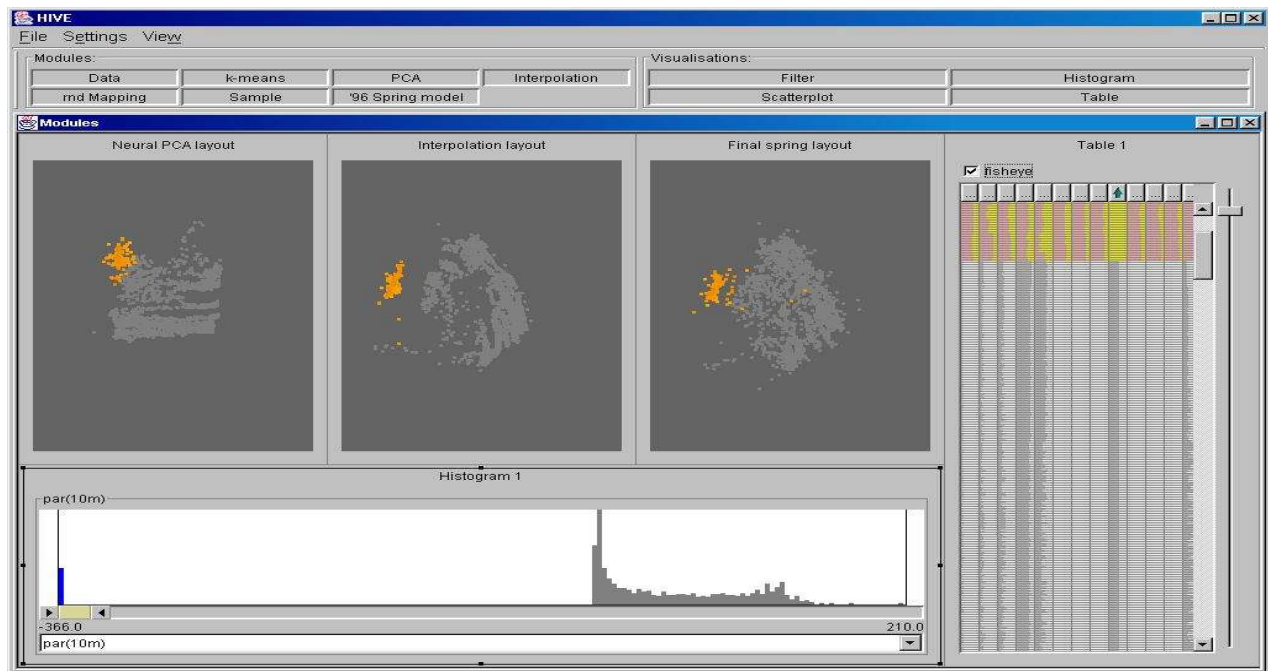 HIVE
File Settings View
Modules:
Data k-means PCA Interpolation
rnd Mapping Sample '96 Spring model
Visualisations:
Filter Histogram
Scatterplot Table
Modules
Neural PCA layout
Interpolation layout
Final spring layout
Table 1
fisheye
... ... ... ... ... ... ... ... ... ... ... ...
Histogram 1
par(10m)
-366.0 210.0
par(10m)